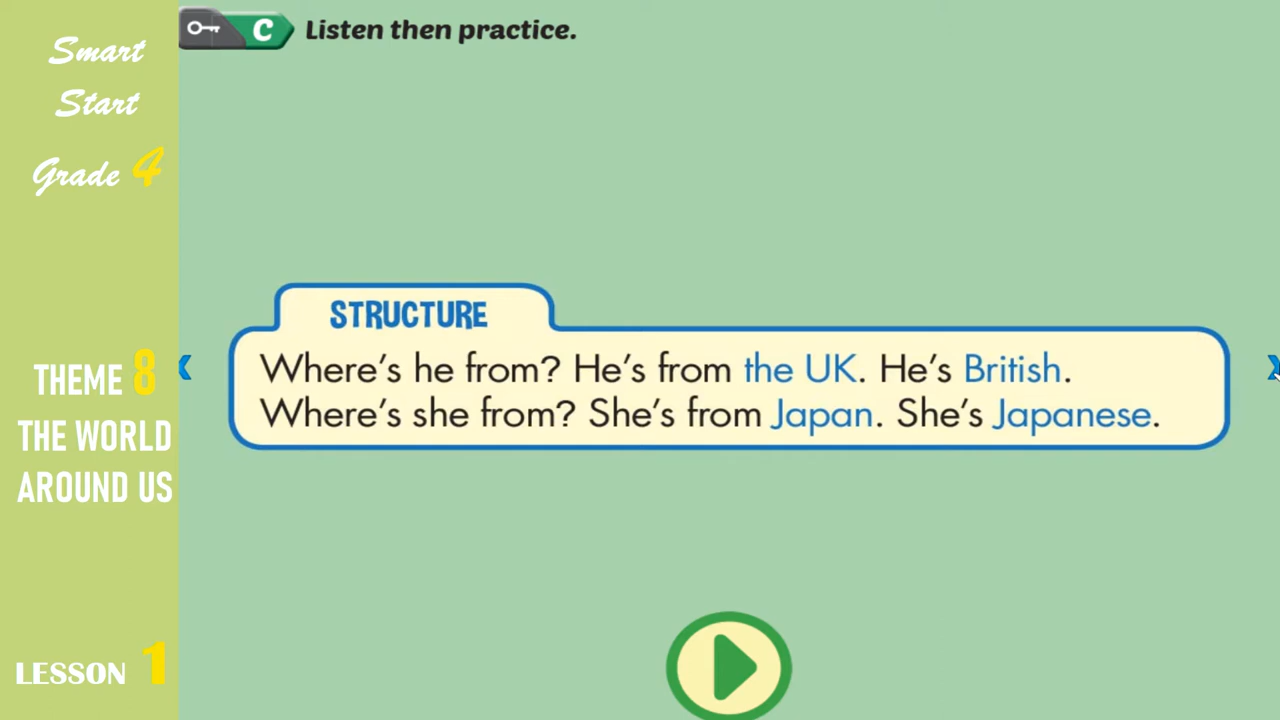 Smart
Start
Grade 4
THEME 8
THE WORLD
AROUND US
LESSON 1
C Listen then practice.
STRUCTURE
Where's he from? He's from the UK. He's British.
Where's she from? She's from Japan. She's Japanese.